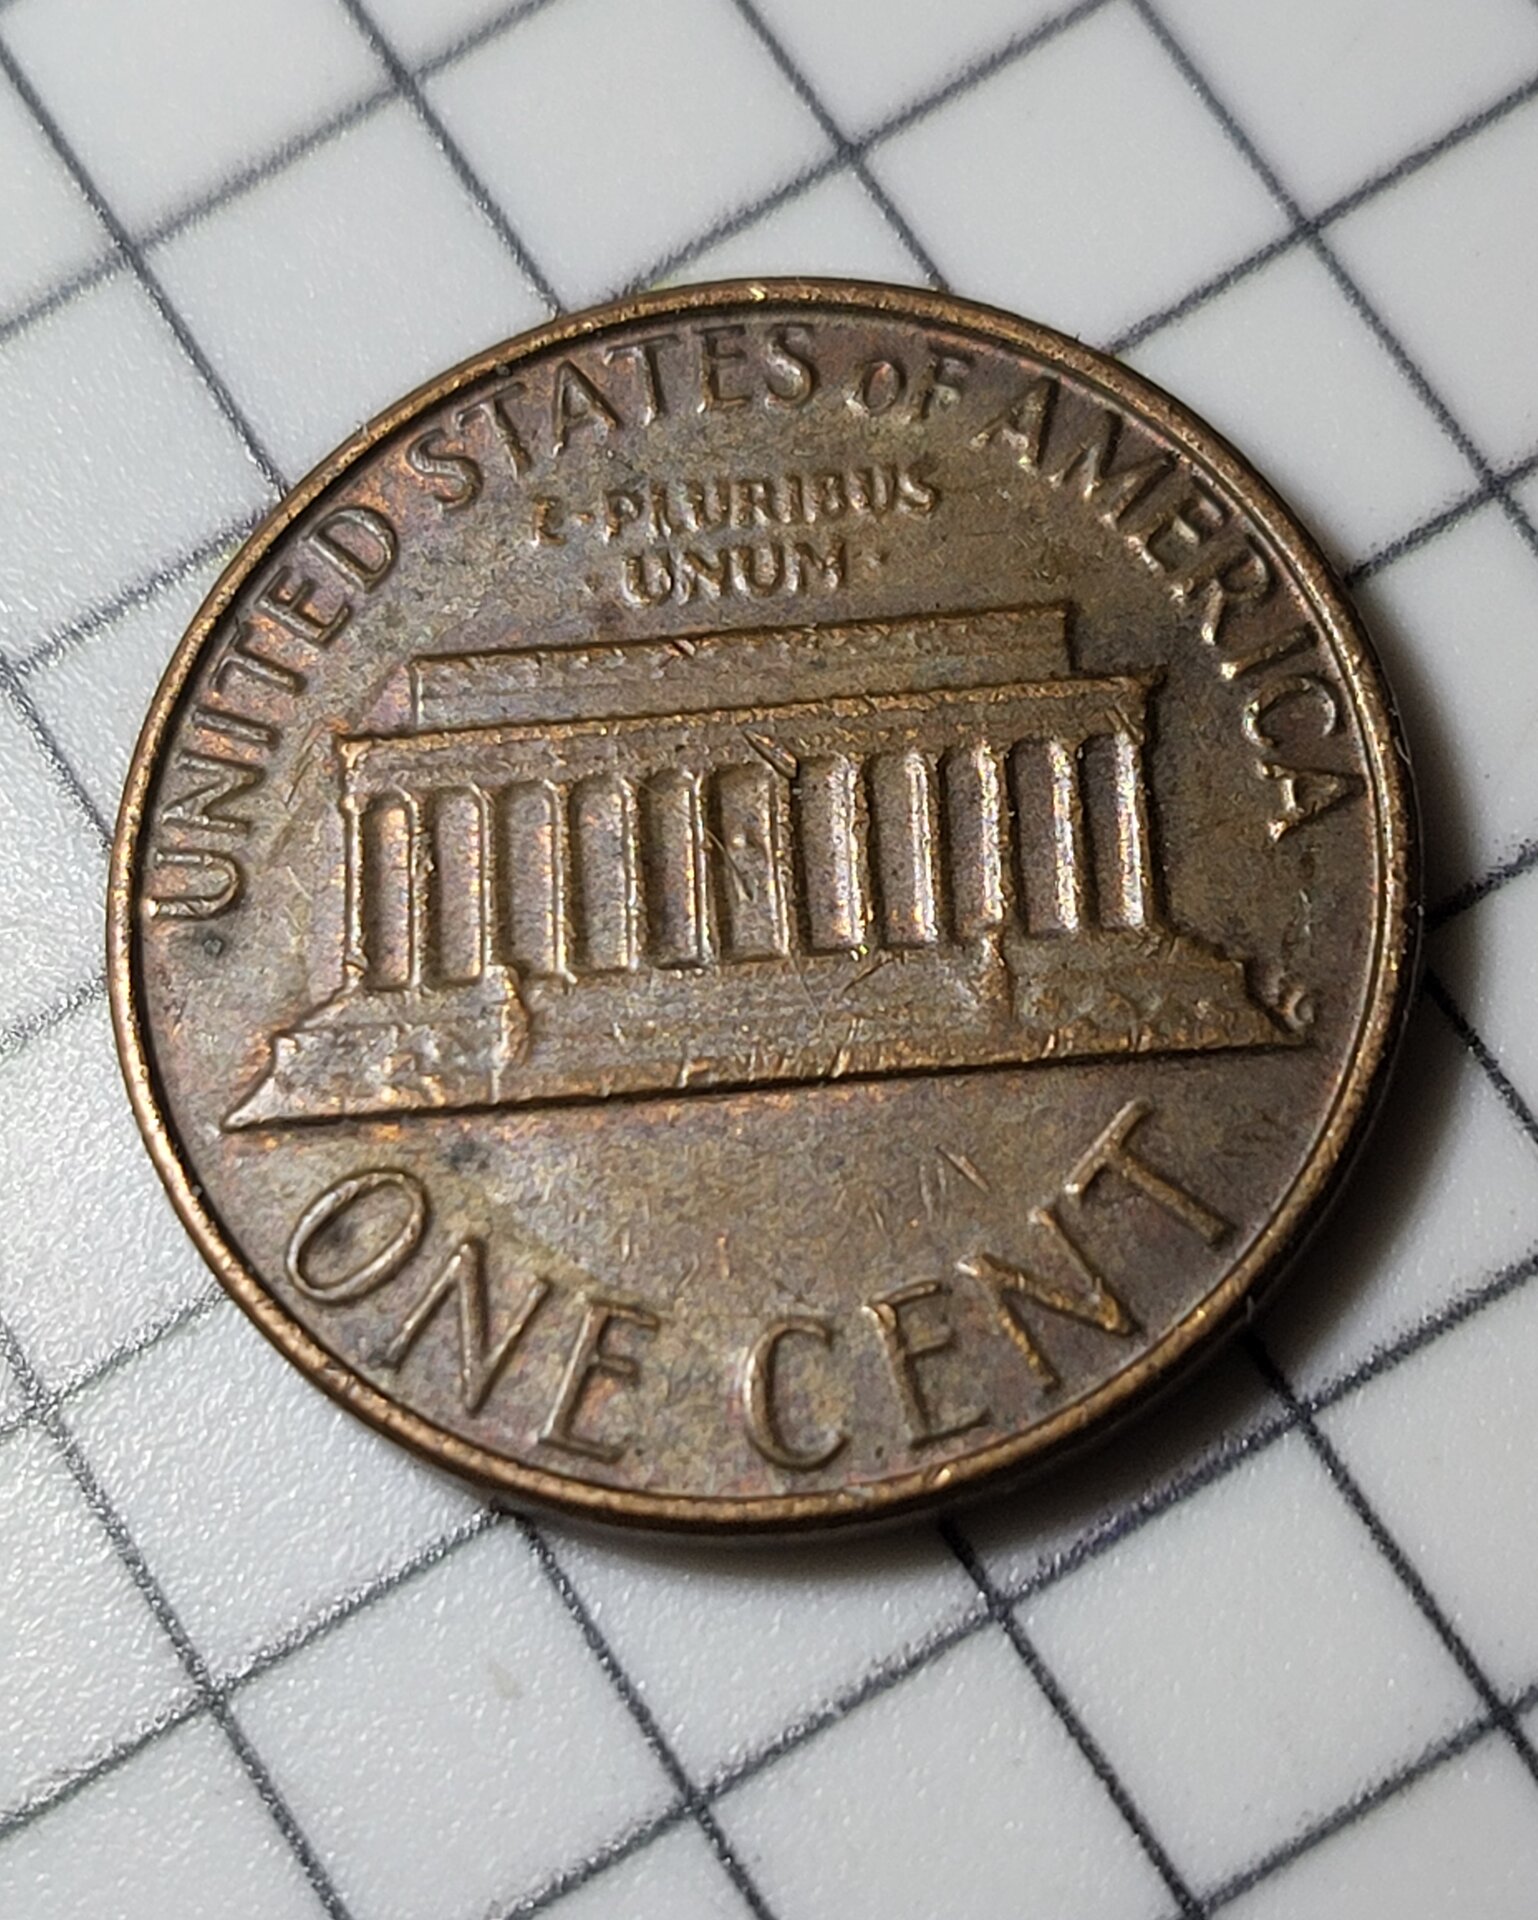 UNITED STATES OF AMERICA
E·PLURIBUS
·UNUM·
ONE CENT